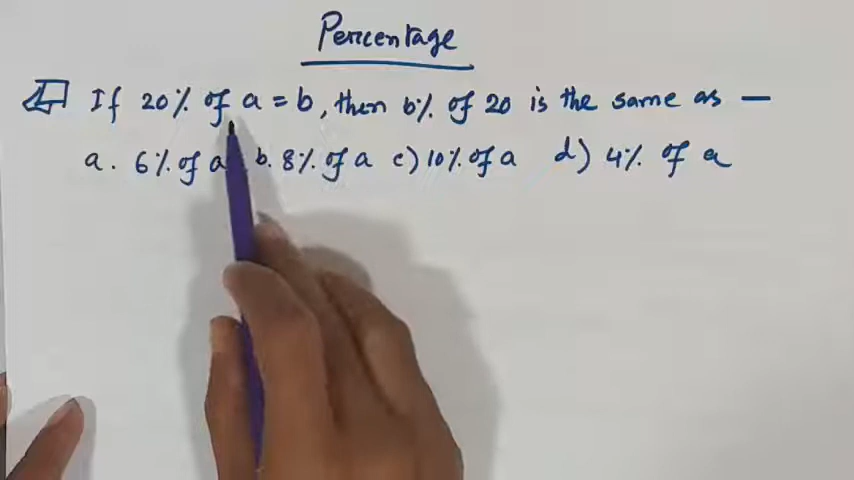 Percentage
If 20% of a = b, then b% of 20 is the same as —
a. 6% of a b. 8% of a c) 10% of a d) 4% of a